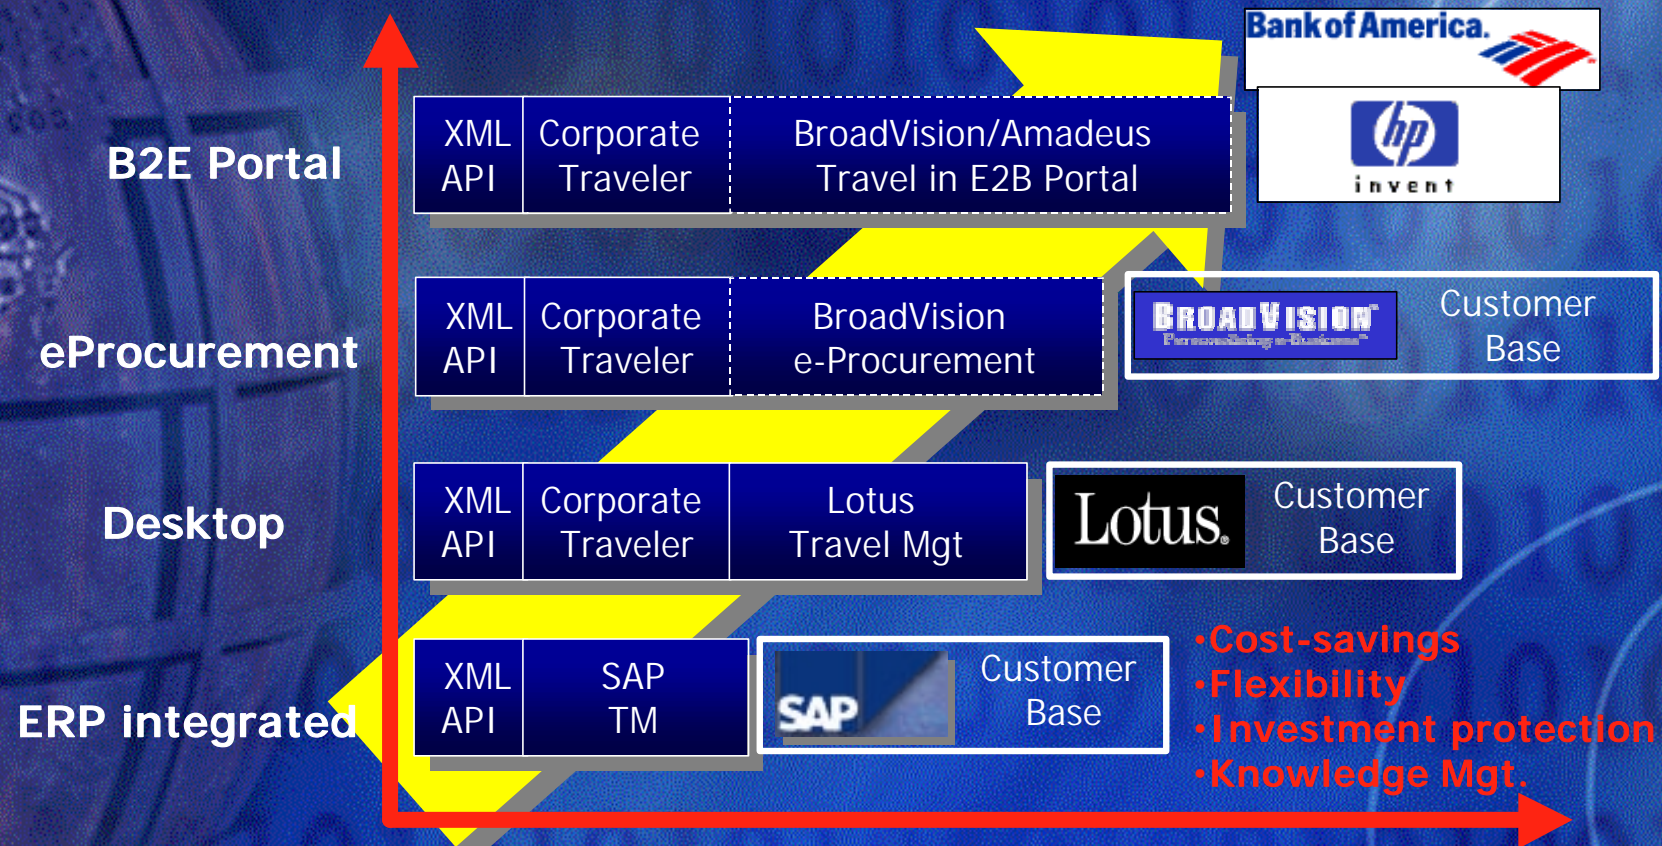 Bank of America.
invent
B2E Portal
XML
API
Corporate
Traveler
BroadVision/Amadeus
Travel in E2B Portal
hp
eProcurement
XML
API
Corporate
Traveler
BroadVision
e-Procurement
BROADVISION
Customer
Base
Desktop
XML
API
Corporate
Traveler
Lotus
Travel Mgt
Lotus.
Customer
Base
ERP integrated
XML
API
SAP
TM
SAP
Customer
Base
•Cost-savings
•Flexibility
•Investment protection
•Knowledge Mgt.